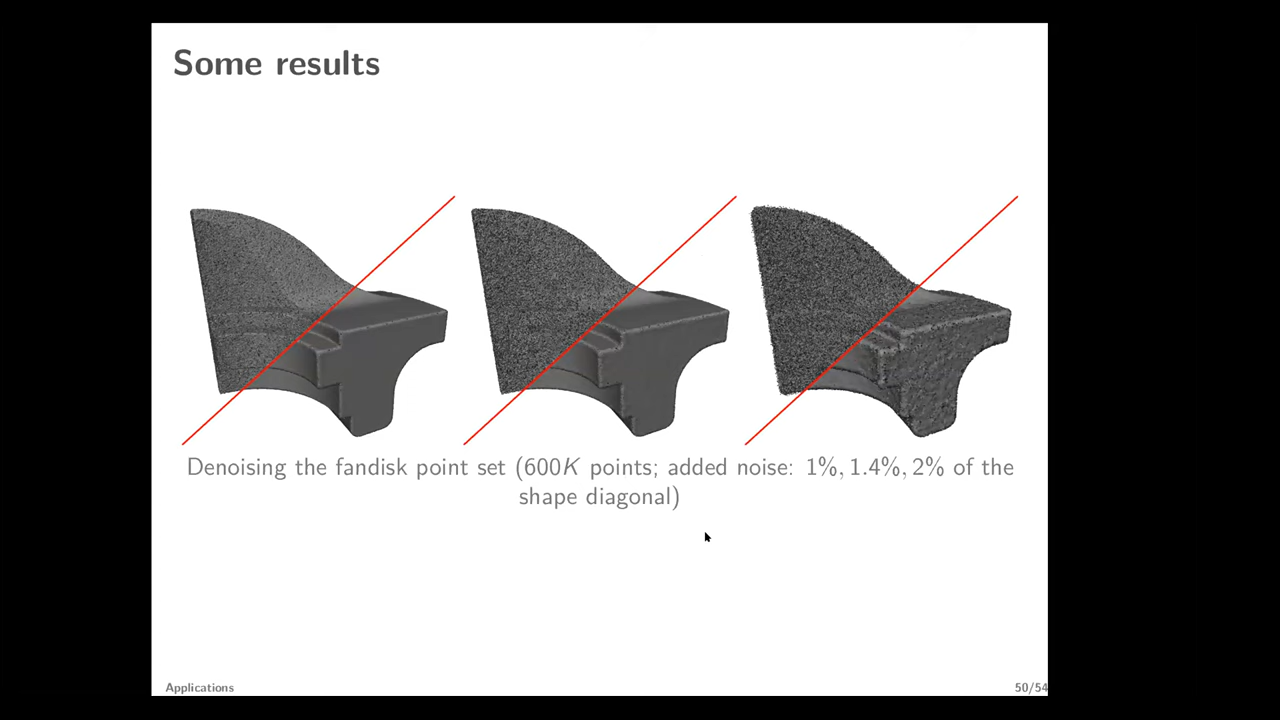 Some results
Denoising the fandisk point set (600K points; added noise: 1%, 1.4%, 2% of the
shape diagonal)
Applications
50/54